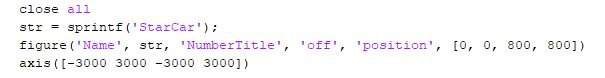 close all
str = sprintf('StarCar');
figure('Name', str, 'NumberTitle', 'off', 'position', [0, 0, 800, 800])
axis([-3000 3000 -3000 3000])